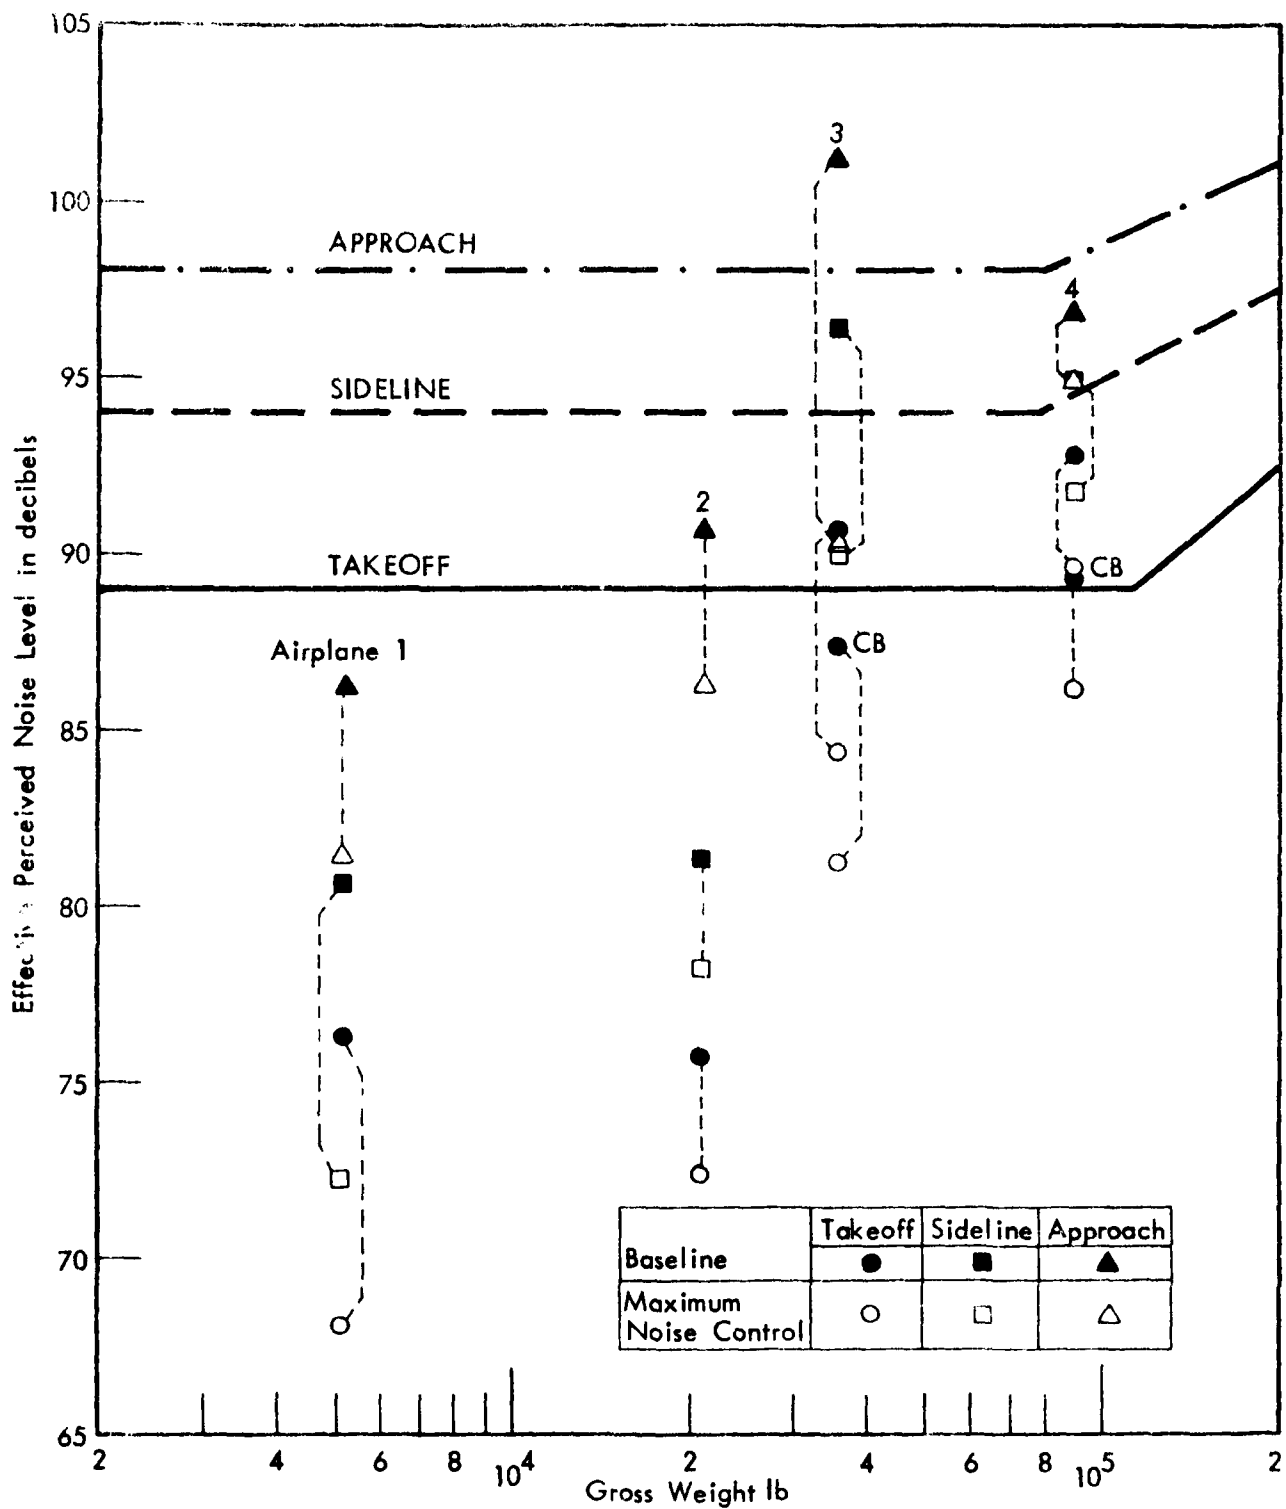 105
100
95
90
85
80
75
70
65
Perceived Noise Level in decibels
3
APPROACH
4
SIDELINE
2
TAKEOFF
CB
Airplane 1
CB
Takeoff Sideline Approach
Baseline
Maximum
Noise Control
2 4 6 8 10⁴ 2 4 6 8 10⁵ 2
Gross Weight lb